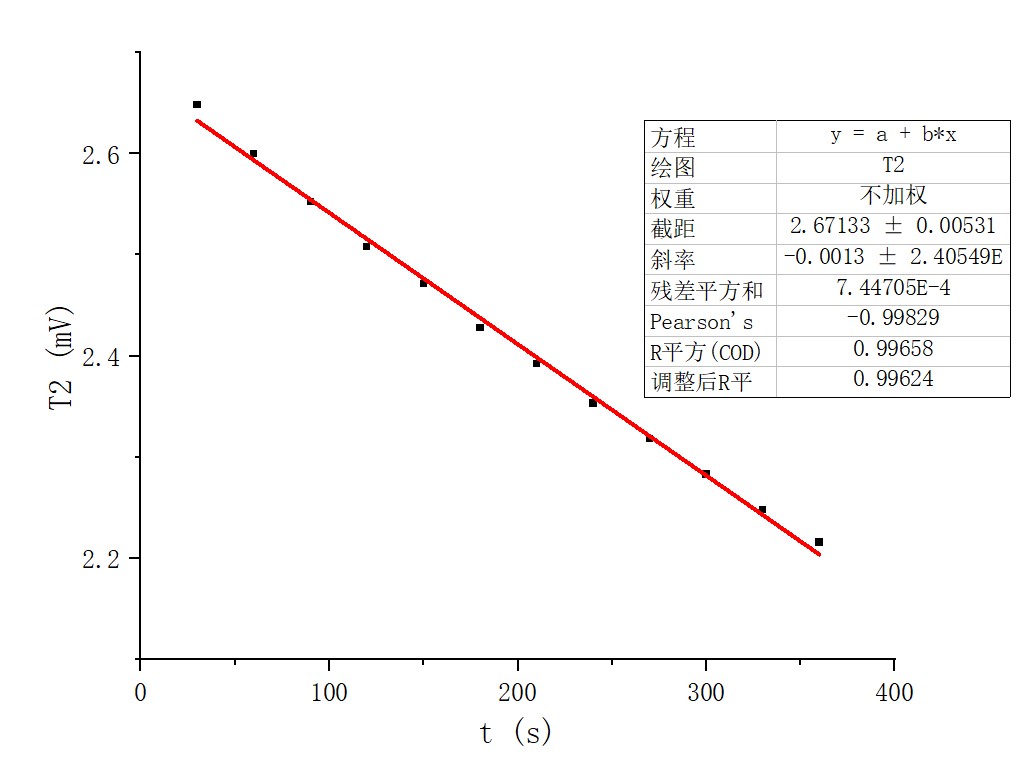 2.6
2.4
2.2
T2 (mV)
0
100
200
300
400
t (s)
方程 y = a + b*x
绘图 T2
权重 不加权
截距 2.67133 ± 0.00531
斜率 -0.0013 ± 2.40549E
残差平方和 7.44705E-4
Pearson's -0.99829
R平方(COD) 0.99658
调整后R平 0.99624